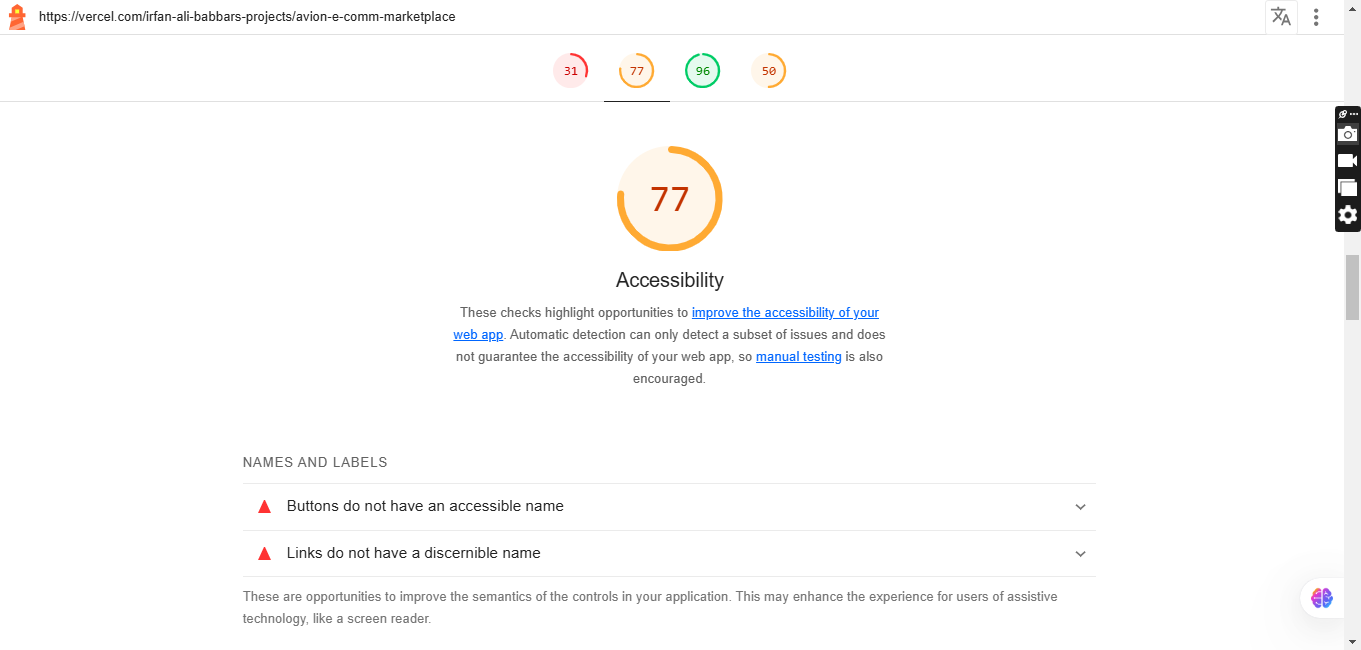 https://vercel.com/irfan-ali-babbars-projects/avion-e-comm-marketplace
31 77 96 50
77
Accessibility
These checks highlight opportunities to improve the accessibility of your
web app. Automatic detection can only detect a subset of issues and does
not guarantee the accessibility of your web app, so manual testing is also
encouraged.
NAMES AND LABELS
Buttons do not have an accessible name
Links do not have a discernible name
These are opportunities to improve the semantics of the controls in your application. This may enhance the experience for users of assistive
technology, like a screen reader.